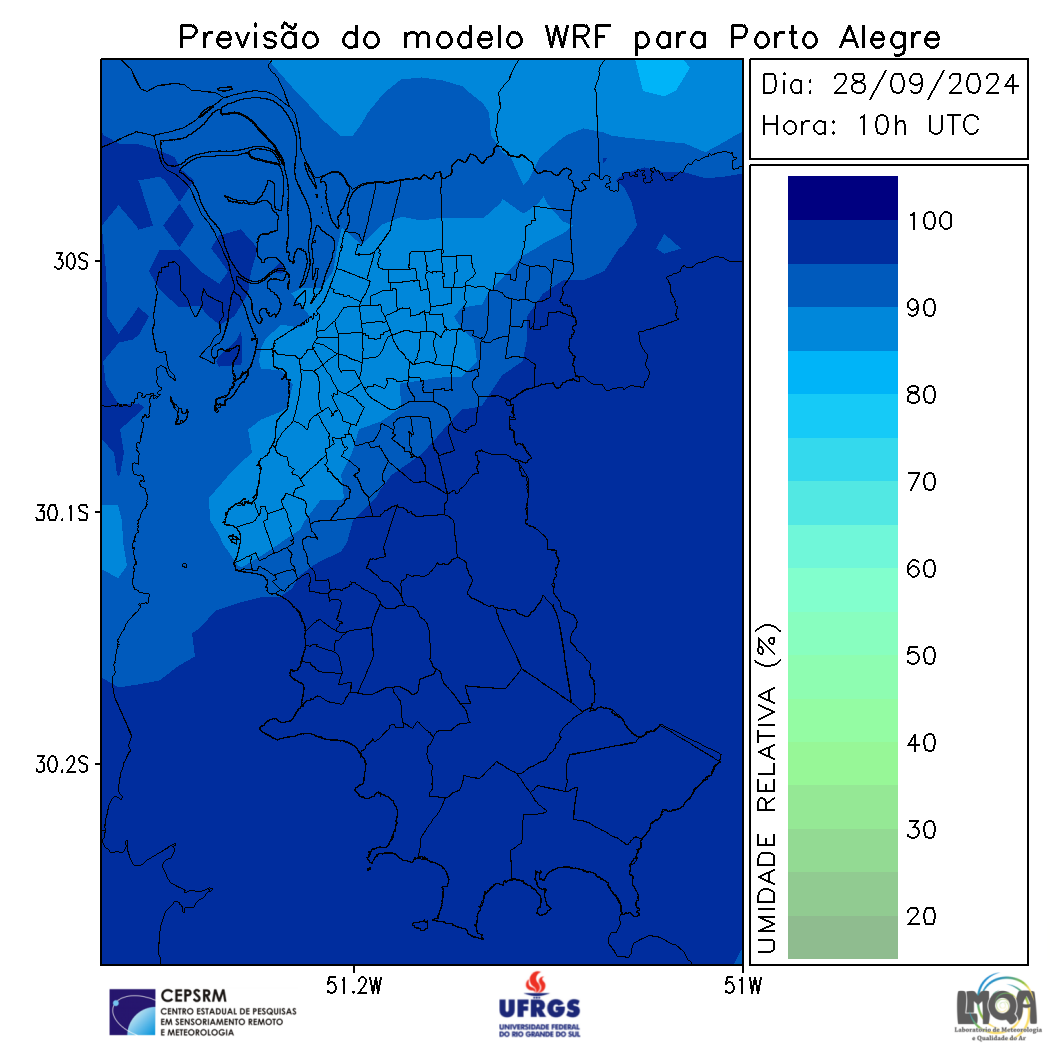 Previsão do modelo WRF para Porto Alegre
Dia: 28/09/2024
Hora: 10h UTC
30S
30.1S
30.2S
51.2W
51W
UMIDADE RELATIVA (%)
100
90
80
70
60
50
40
30
20
CEPSRM
CENTRO ESTADUAL DE PESQUISAS
EM SENSORIAMENTO REMOTO
E METEOROLOGIA
UFRGS
UNIVERSIDADE FEDERAL
DO RIO GRANDE DO SUL
LMQA
Laboratório de Meteorologia
e Qualidade do Ar